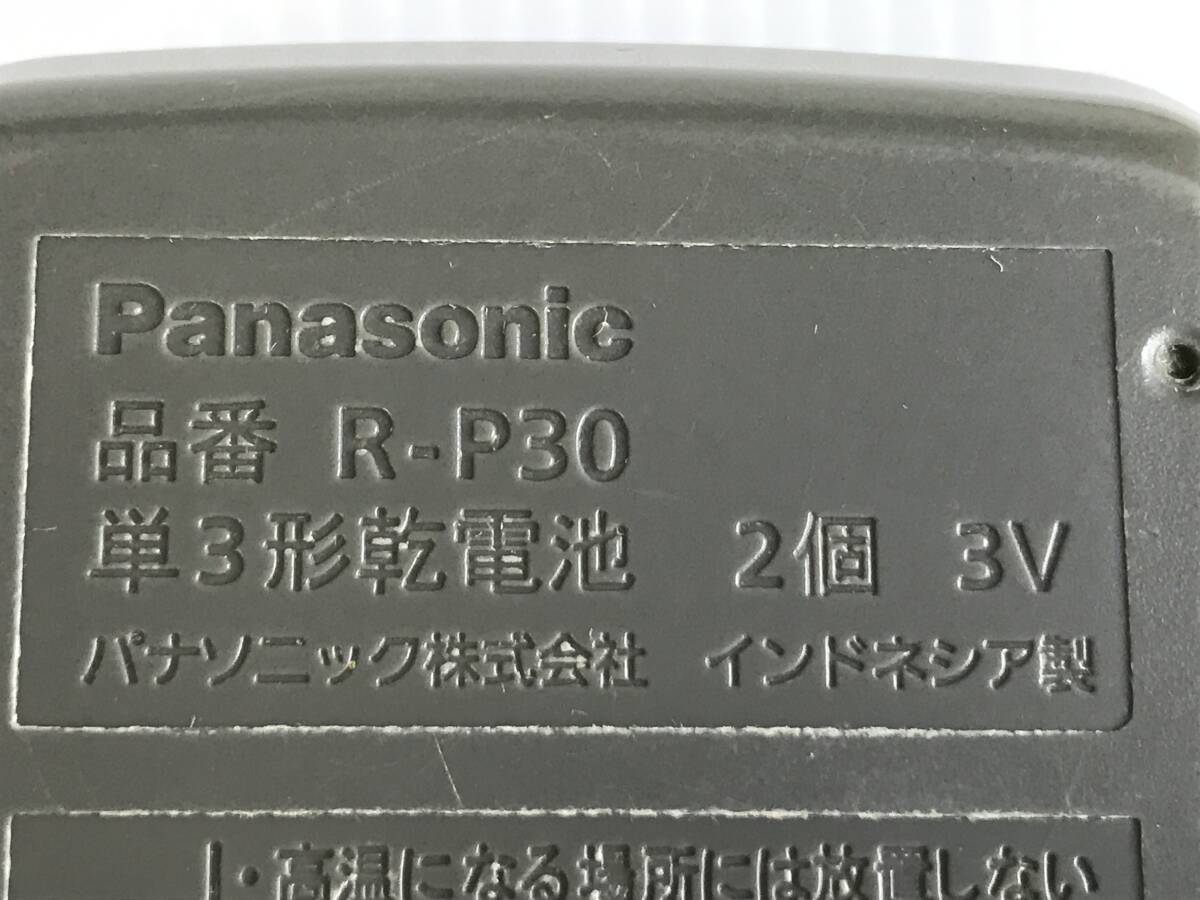 Panasonic
品番 R-P30
単3形乾電池 2個 3V
パナソニック株式会社 インドネシア製
・高温になる場所には放置しない